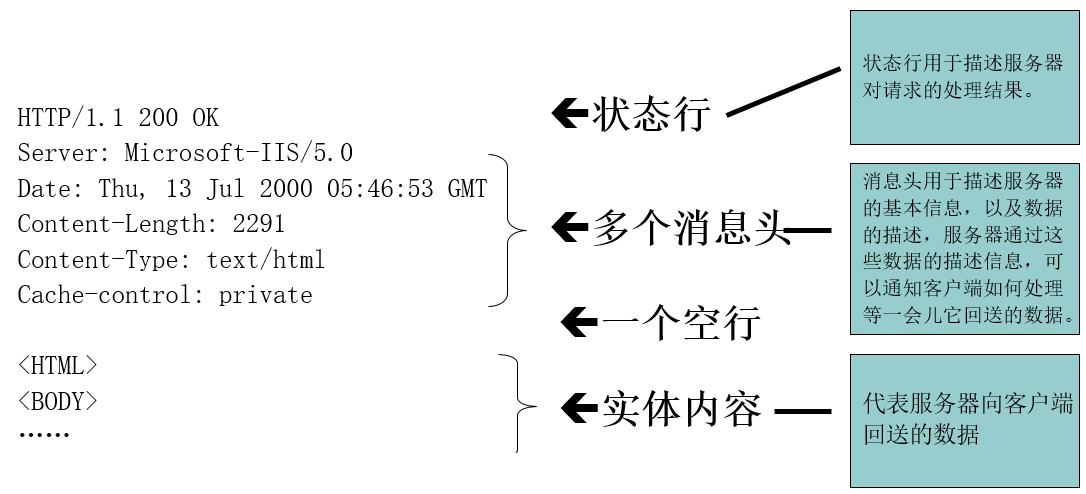 HTTP/1.1 200 OK
Server: Microsoft-IIS/5.0
Date: Thu, 13 Jul 2000 05:46:53 GMT
Content-Length: 2291
Content-Type: text/html
Cache-control: private
<HTML>
<BODY>
……
状态行
多个消息头
一个空行
实体内容
状态行用于描述服务器
对请求的处理结果。
消息头用于描述服务器
的基本信息，以及数据
的描述，服务器通过这
些数据的描述信息，可
以通知客户端如何处理
等一会儿它回送的数据。
代表服务器向客户端
回送的数据